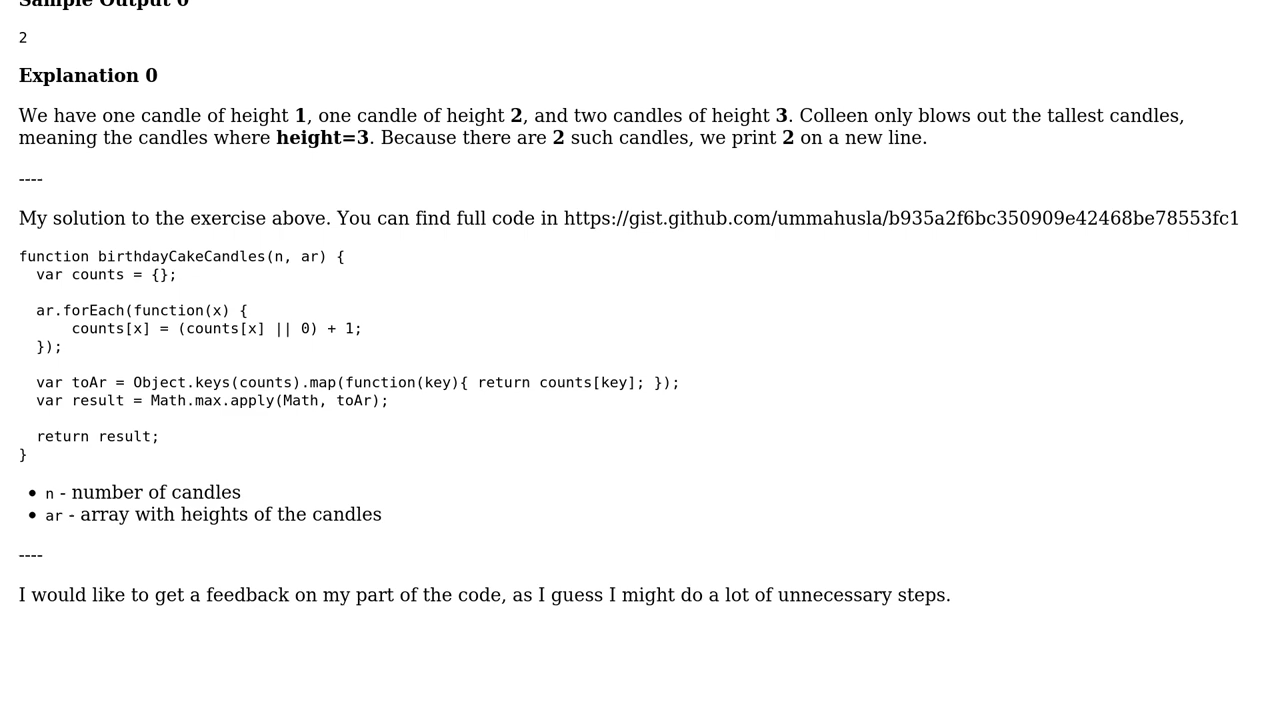 Sample Output 0
2
Explanation 0
We have one candle of height 1, one candle of height 2, and two candles of height 3. Colleen only blows out the tallest candles,
meaning the candles where height=3. Because there are 2 such candles, we print 2 on a new line.
----
My solution to the exercise above. You can find full code in https://gist.github.com/ummahusla/b935a2f6bc350909e42468be78553fc1
function birthdayCakeCandles(n, ar) {
  var counts = {};
  ar.forEach(function(x) {
      counts[x] = (counts[x] || 0) + 1;
  });
  var toAr = Object.keys(counts).map(function(key){ return counts[key]; });
  var result = Math.max.apply(Math, toAr);
  return result;
}
• n - number of candles
• ar - array with heights of the candles
----
I would like to get a feedback on my part of the code, as I guess I might do a lot of unnecessary steps.